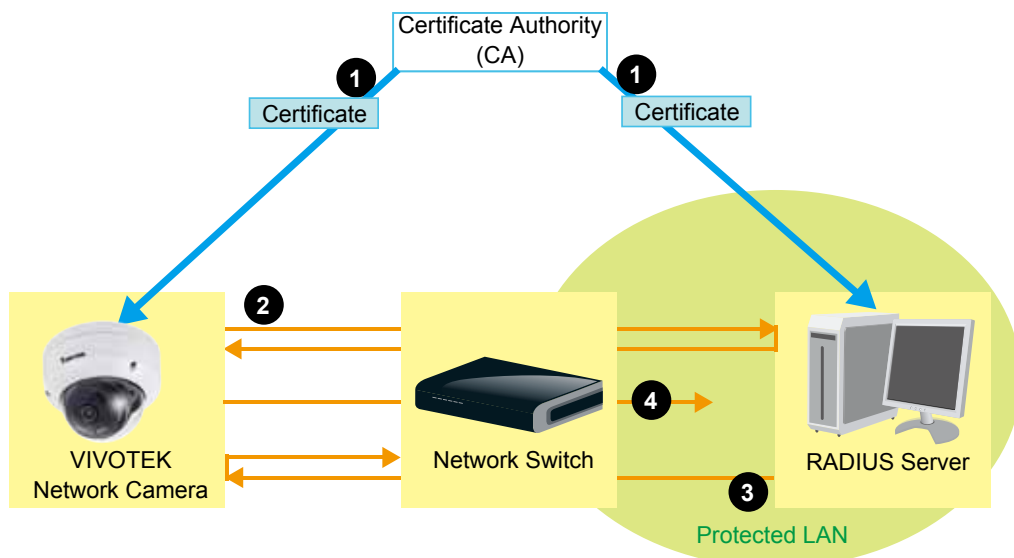 Certificate Authority
(CA)
1
1
Certificate
Certificate
2
4
VIVOTEK
Network Camera
Network Switch
RADIUS Server
3
Protected LAN